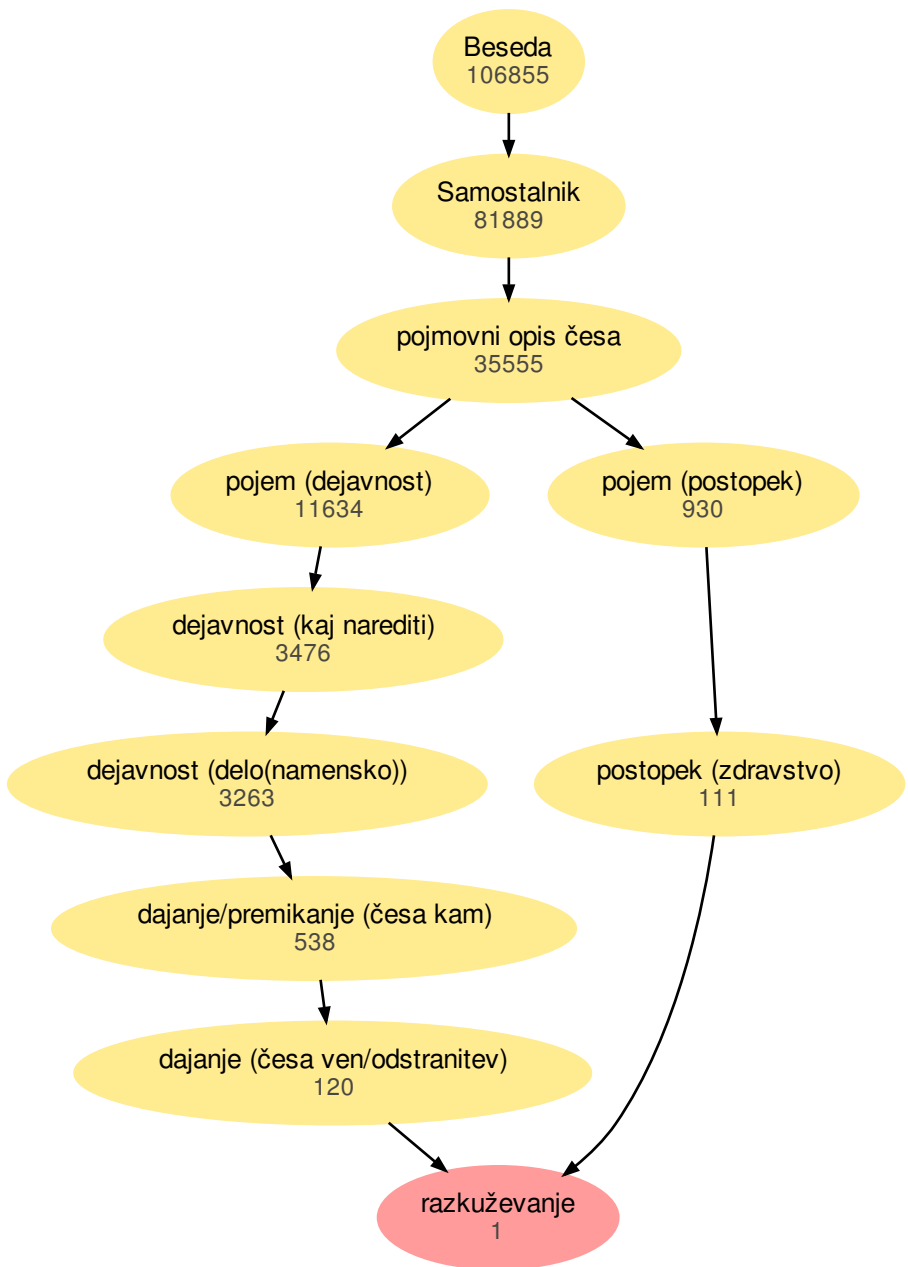 Beseda
106855
Samostalnik
81889
pojmovni opis česa
35555
pojem (dejavnost)
11634
pojem (postopek)
930
dejavnost (kaj narediti)
3476
dejavnost (delo(namensko))
3263
postopek (zdravstvo)
111
dajanje/premikanje (česa kam)
538
dajanje (česa ven/odstranitev)
120
razkuževanje
1